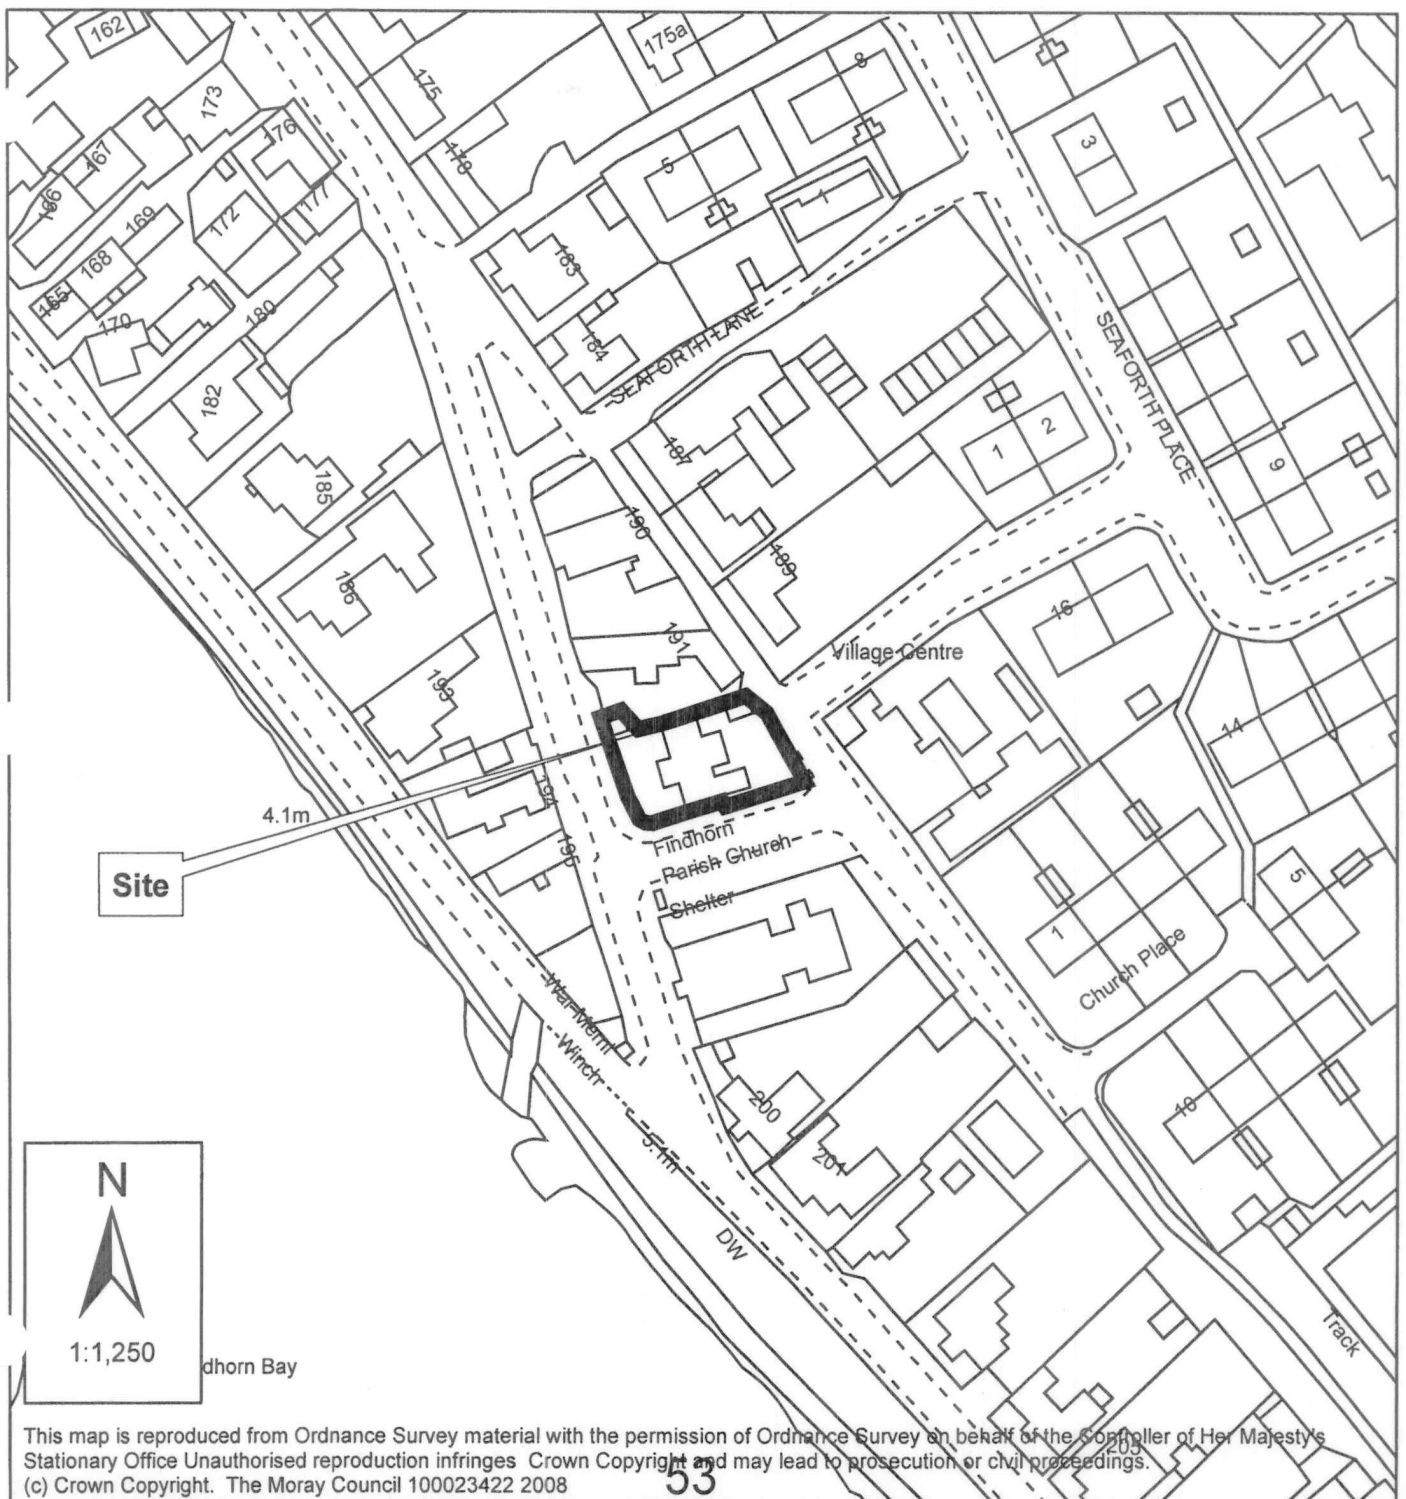 162
175a
8
175
173
176
178
167
5
3
166
177
1
169
172
183
168
165
180
170
184
SEAFORTH LANE
SEAFORTH PLACE
182
187
2
1
9
185
190
189
186
16
191
Village Centre
193
14
194
4.1m
195
Findhorn
Parish Church
Site
Shelter
5
1
Church Place
War Meml
Winch
200
10
5.1m
201
N
DW
Track
1:1,250
dhorn Bay
This map is reproduced from Ordnance Survey material with the permission of Ordnance Survey on behalf of the Controller of Her Majesty's
Stationary Office Unauthorised reproduction infringes Crown Copyright and may lead to prosecution or civil proceedings.
205
(c) Crown Copyright. The Moray Council 100023422 2008
53